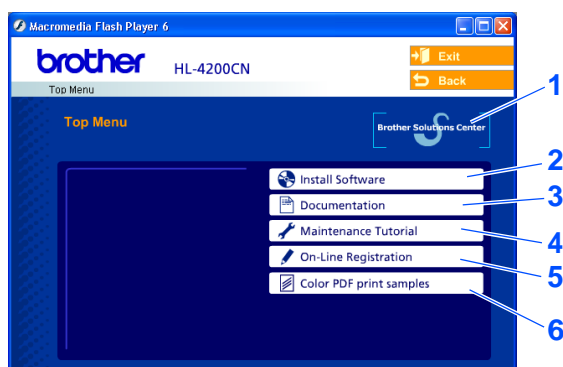 Macromedia Flash Player 6
brother
HL-4200CN
Exit
Back
Top Menu
Top Menu
Brother Solutions Center
1
Install Software
2
Documentation
3
Maintenance Tutorial
4
On-Line Registration
5
Color PDF print samples
6